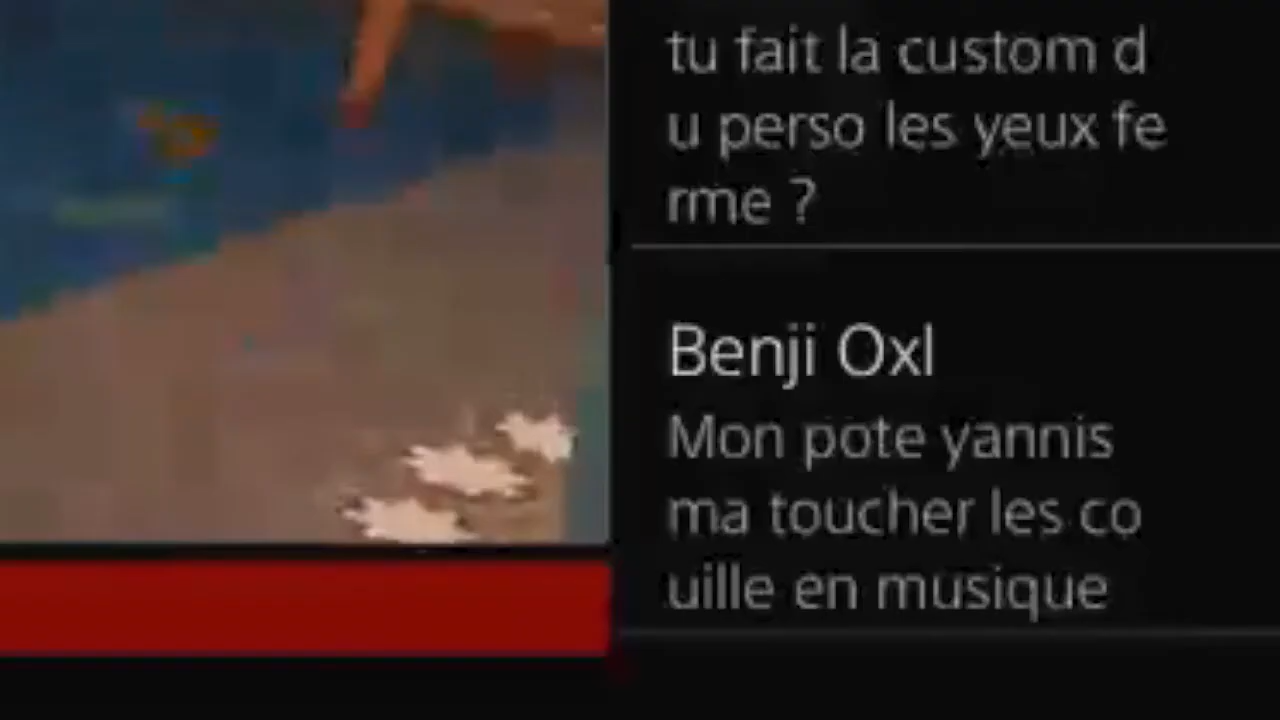 tu fait la custom d
u perso les yeux fe
rme ?
Benji Oxl
Mon pote yannis
ma toucher les co
uille en musique